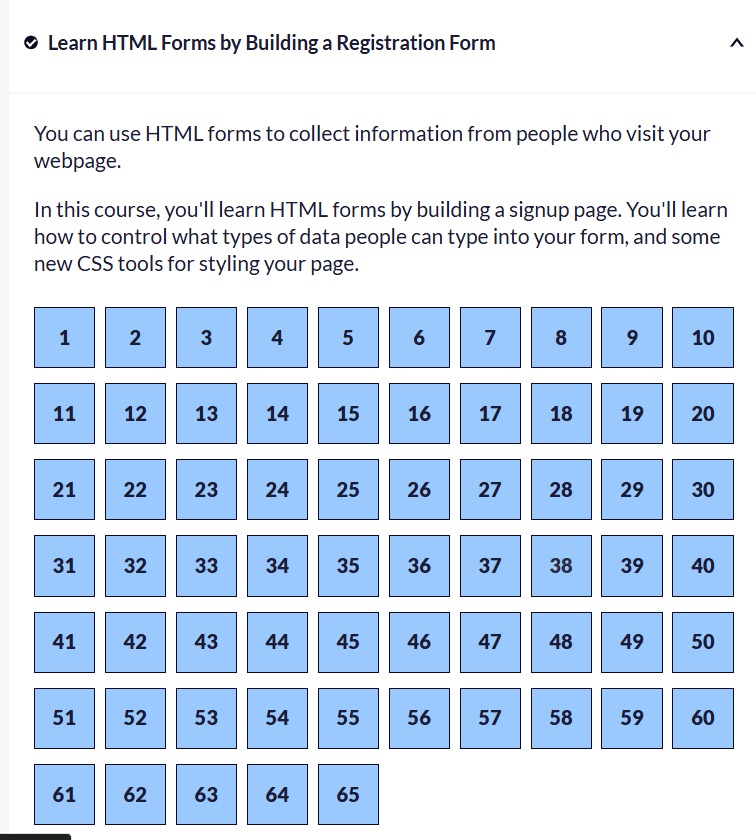 Learn HTML Forms by Building a Registration Form
You can use HTML forms to collect information from people who visit your
webpage.
In this course, you'll learn HTML forms by building a signup page. You'll learn
how to control what types of data people can type into your form, and some
new CSS tools for styling your page.
1 2 3 4 5 6 7 8 9 10
11 12 13 14 15 16 17 18 19 20
21 22 23 24 25 26 27 28 29 30
31 32 33 34 35 36 37 38 39 40
41 42 43 44 45 46 47 48 49 50
51 52 53 54 55 56 57 58 59 60
61 62 63 64 65